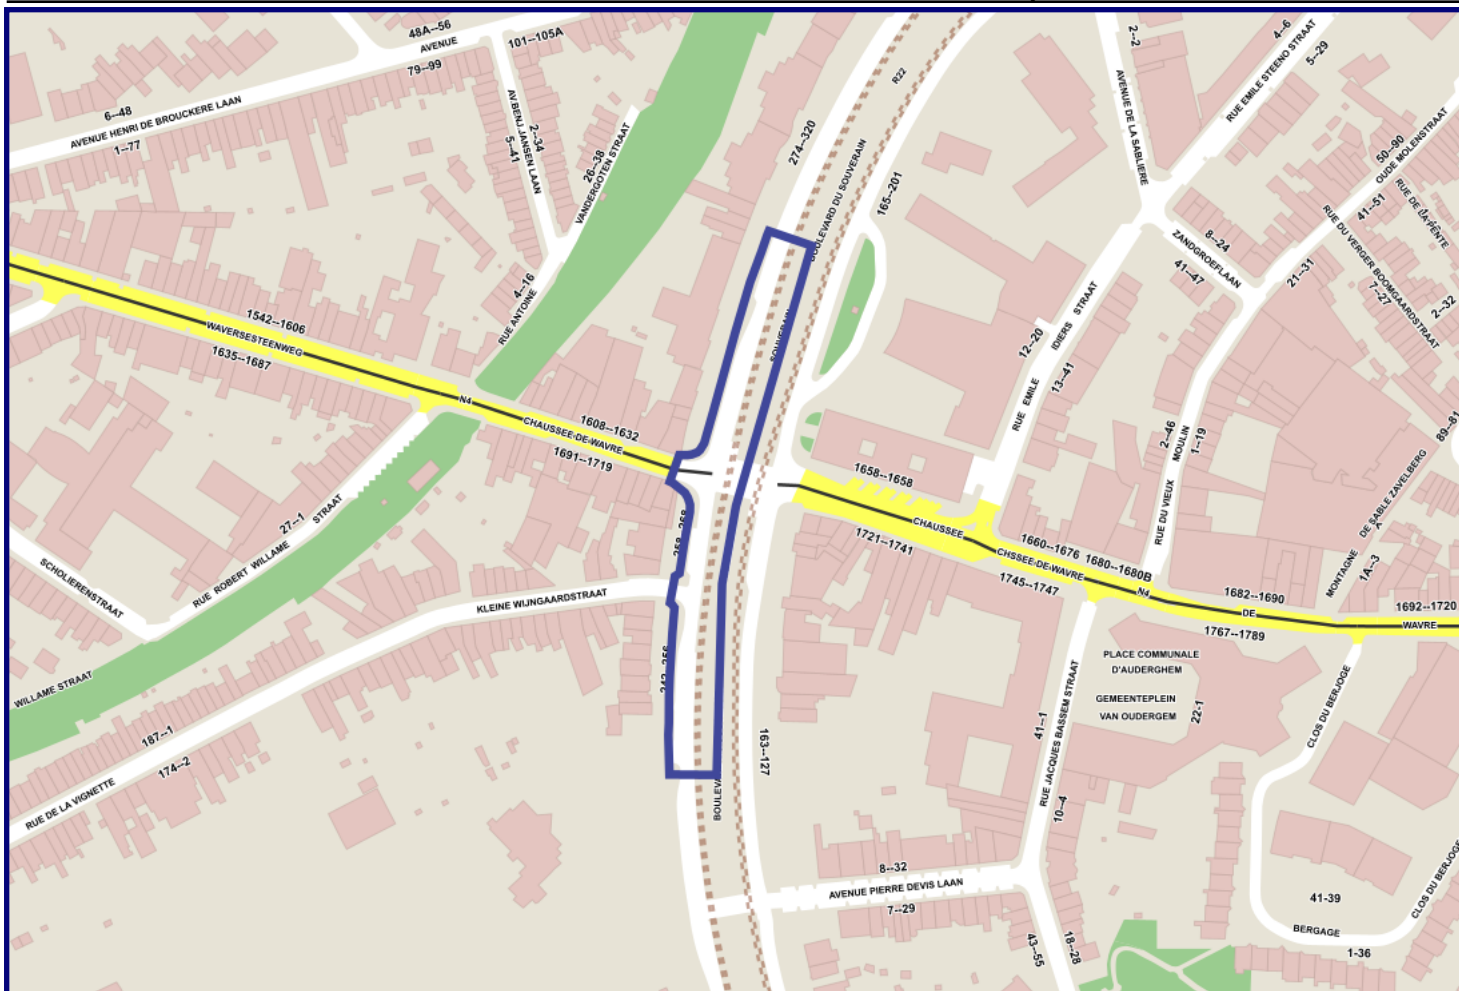 48A--56
AVENUE
79--99
101--105A
6--48
AVENUE HENRI DE BROUCKERE LAAN
1--77
AV.BENJ.JANSEN LAAN
2--34
5--41
26--38
VANDERGOTEN STRAAT
4--16
RUE ANTOINE
274--320
R22
BOULEVARD DU SOUVERAIN
165--201
2--2
AVENUE DE LA SABLIERE
4--6
RUE EMILE STEENO STRAAT
5--29
50--90
OUDE MOLENSTRAAT
41--51
8--24
ZANDGROEFLAAN
41--47
21--31
RUE DU VERGER BOOMGAARDSTRAAT
7--27
2--32
1542--1606
WAVERSESTEENWEG
1635--1687
N4
CHAUSSEE-DE-WAVRE
1608--1632
1691--1719
SOUVERAIN
12--20
IDIERS STRAAT
RUE EMILE
13--41
2--46
MOULIN
1--19
RUE DU VIEUX
89--81
DE SABLE ZAVELBERG
MONTAGNE
1A--3
1658--1658
CHAUSSEE
1721--1741
1660--1676
1680--1680B
CHSSEE-DE-WAVRE
1745--1747
N4
1682--1690
DE
1767--1789
1692--1720
WAVRE
27--1
STRAAT
RUE ROBERT WILLAME
SCHOLIERENSTRAAT
WILLAME STRAAT
KLEINE WIJNGAARDSTRAAT
187--1
174--2
RUE DE LA VIGNETTE
163--127
PLACE COMMUNALE
D'AUDERGHEM
GEMEENTEPLEIN
VAN OUDERGEM
22-1
41--1
RUE JACQUES BASSEM STRAAT
10--4
CLOS DU BERJOGE
8--32
AVENUE PIERRE DEVIS LAAN
7--29
43--55
18--28
41-39
BERGAGE
1-36
CLOS DU BERJOGE